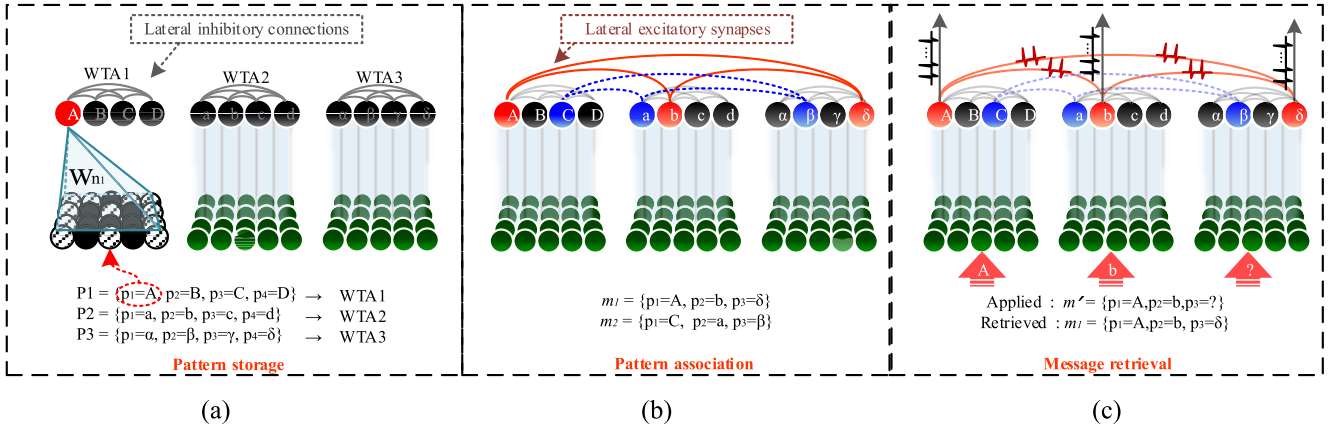 Lateral inhibitory connections
WTA1 WTA2 WTA3
A B C D a b c d α β γ δ
Wn1
P1 = {p1=A, p2=B, p3=C, p4=D} → WTA1
P2 = {p1=a, p2=b, p3=c, p4=d} → WTA2
P3 = {p1=α, p2=β, p3=γ, p4=δ} → WTA3
Pattern storage
(a)
Lateral excitatory synapses
A B C D a b c d α β γ δ
m1 = {p1=A, p2=b, p3=δ}
m2 = {p1=C, p2=a, p3=β}
Pattern association
(b)
A B C D a b c d α β γ δ
A b ?
Applied : m′ = {p1=A,p2=b,p3=?}
Retrieved : m1 = {p1=A,p2=b, p3=δ}
Message retrieval
(c)